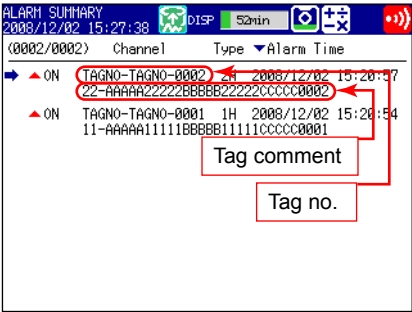 ALARM SUMMARY
2008/12/02 15:27:38 DISP 52min
(0002/0002) Channel Type ▼Alarm Time
ON TAGNO-TAGNO-0002 2H 2008/12/02 15:20:57
22-AAAAA22222BBBBB22222CCCCC0002
ON TAGNO-TAGNO-0001 1H 2008/12/02 15:20:54
11-AAAAA11111BBBBB11111CCCCC0001
Tag comment
Tag no.